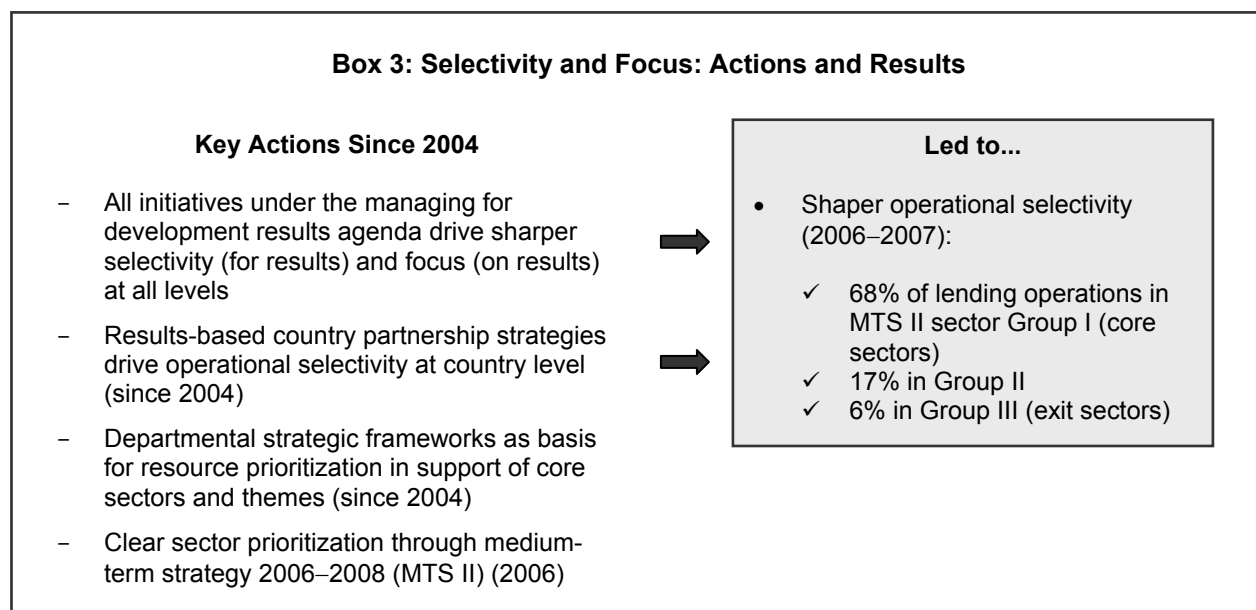 Box 3: Selectivity and Focus: Actions and Results
Key Actions Since 2004
– All initiatives under the managing for
development results agenda drive sharper
selectivity (for results) and focus (on results)
at all levels
– Results-based country partnership strategies
drive operational selectivity at country level
(since 2004)
– Departmental strategic frameworks as basis
for resource prioritization in support of core
sectors and themes (since 2004)
– Clear sector prioritization through medium-
term strategy 2006–2008 (MTS II) (2006)
Led to...
• Shaper operational selectivity
(2006–2007):
✓ 68% of lending operations in
MTS II sector Group I (core
sectors)
✓ 17% in Group II
✓ 6% in Group III (exit sectors)